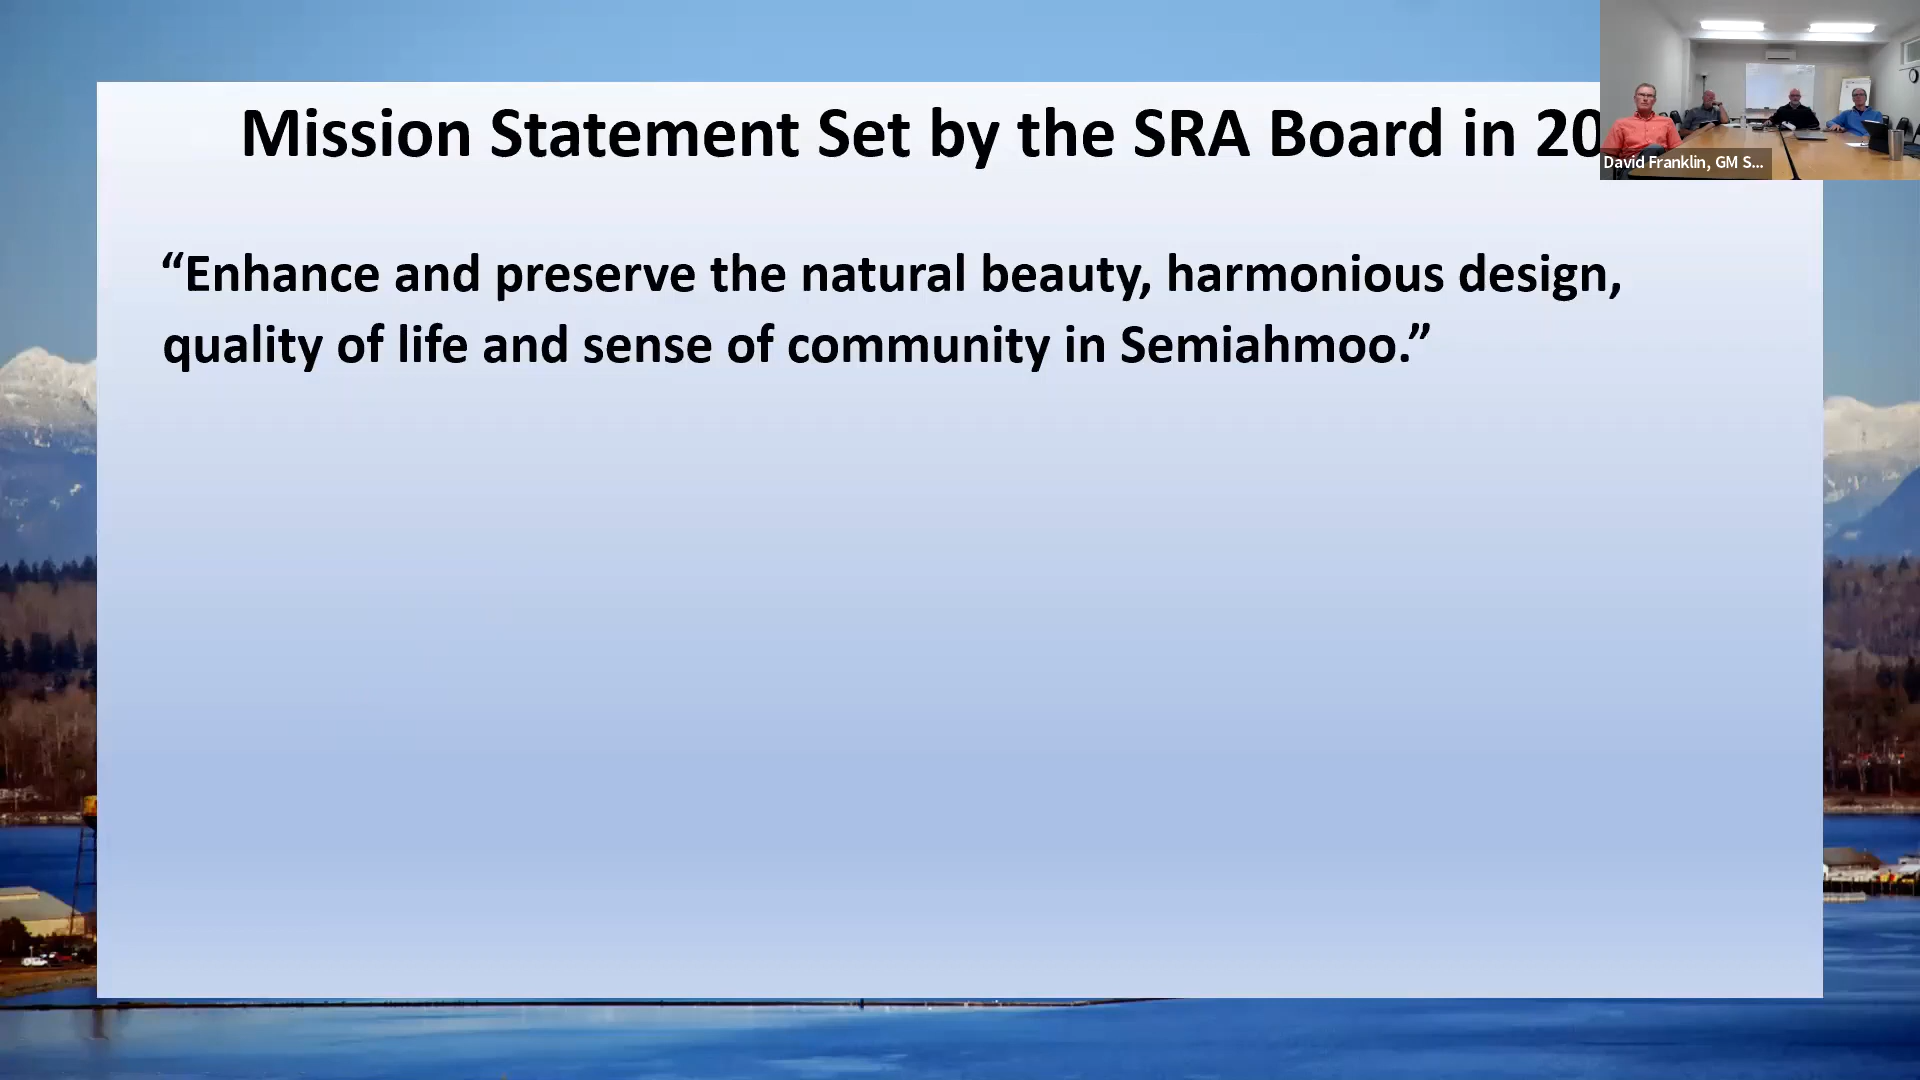 Mission Statement Set by the SRA Board in 20
David Franklin, GM S...
“Enhance and preserve the natural beauty, harmonious design,
quality of life and sense of community in Semiahmoo.”